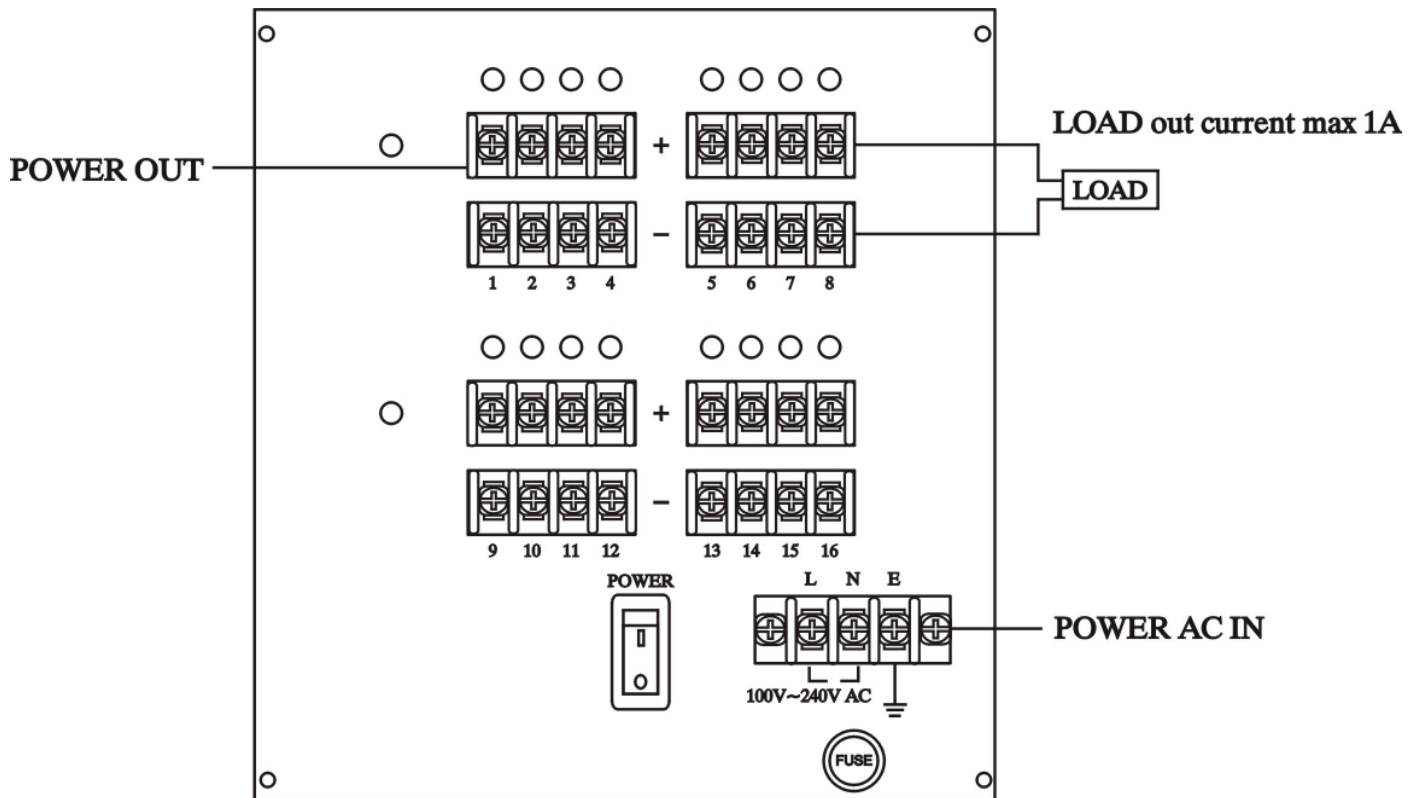 LOAD out current max 1A
+
POWER OUT
LOAD
−
1 2 3 4 5 6 7 8
+
−
9 10 11 12 13 14 15 16
POWER
L N E
I
O
POWER AC IN
100V~240V AC
FUSE